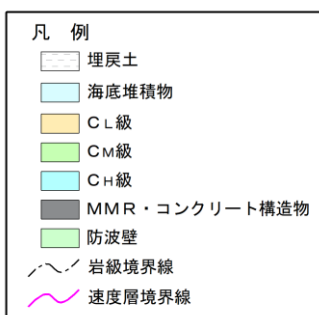 凡 例
埋戻土
海底堆積物
CL級
CM級
CH級
MMR・コンクリート構造物
防波壁
岩級境界線
速度層境界線